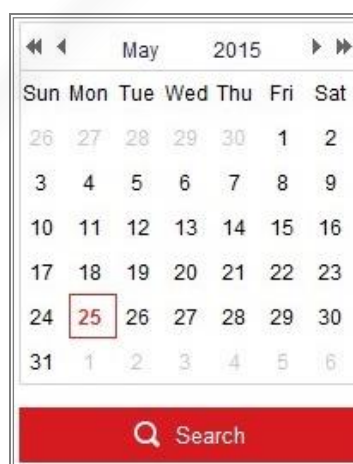 May 2015
Sun Mon Tue Wed Thu Fri Sat
26 27 28 29 30 1 2
3 4 5 6 7 8 9
10 11 12 13 14 15 16
17 18 19 20 21 22 23
24 25 26 27 28 29 30
31 1 2 3 4 5 6
Search